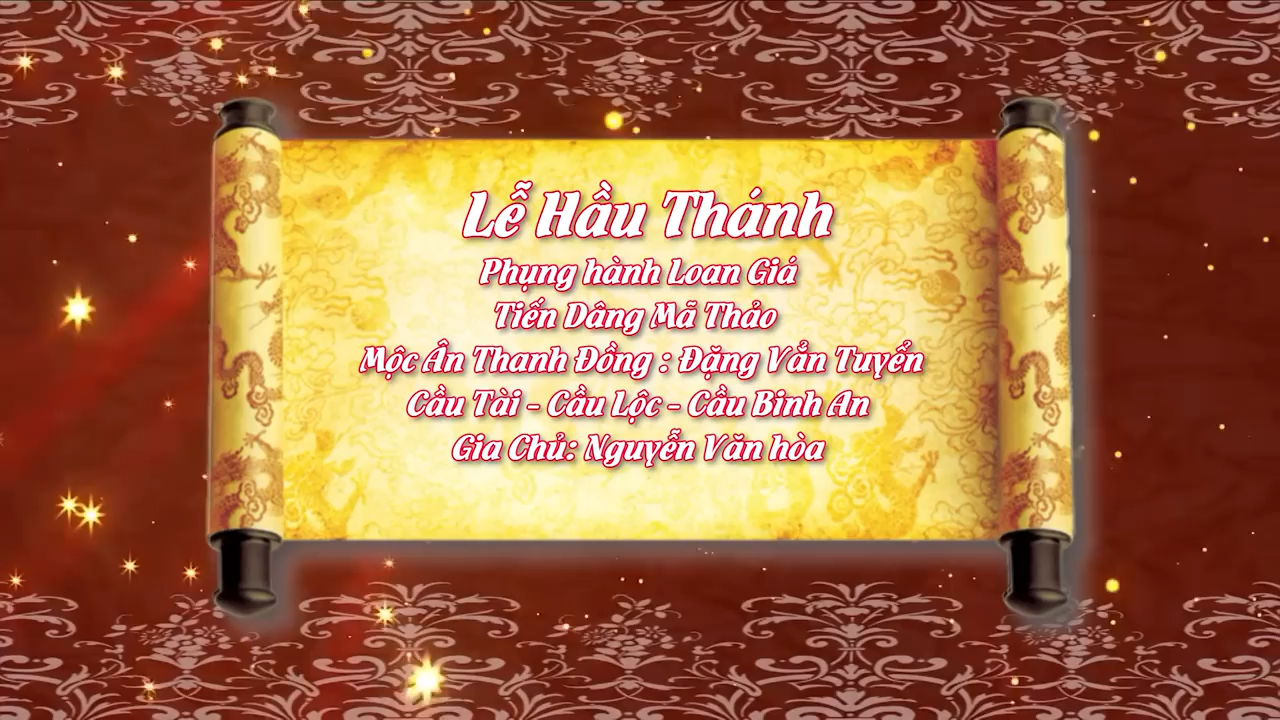 Lễ Hầu Thánh
Phụng hành Loan Giá
Tiến Dâng Mã Thảo
Mộc Ân Thanh Đồng : Đặng Vẳn Tuyển
Cầu Tài - Cầu Lộc - Cầu Binh An
Gia Chủ: Nguyễn Văn hòa